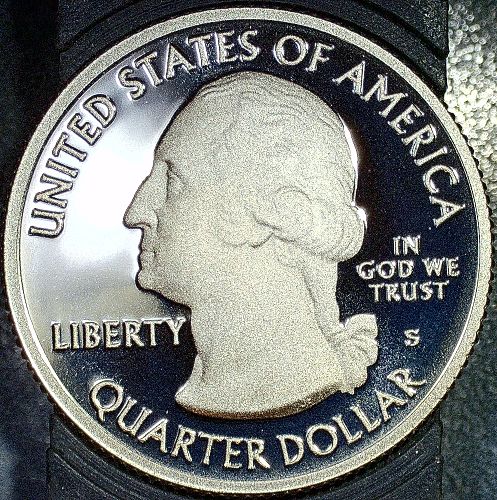 UNITED STATES OF AMERICA
IN
GOD WE
TRUST
LIBERTY
S
QUARTER DOLLAR